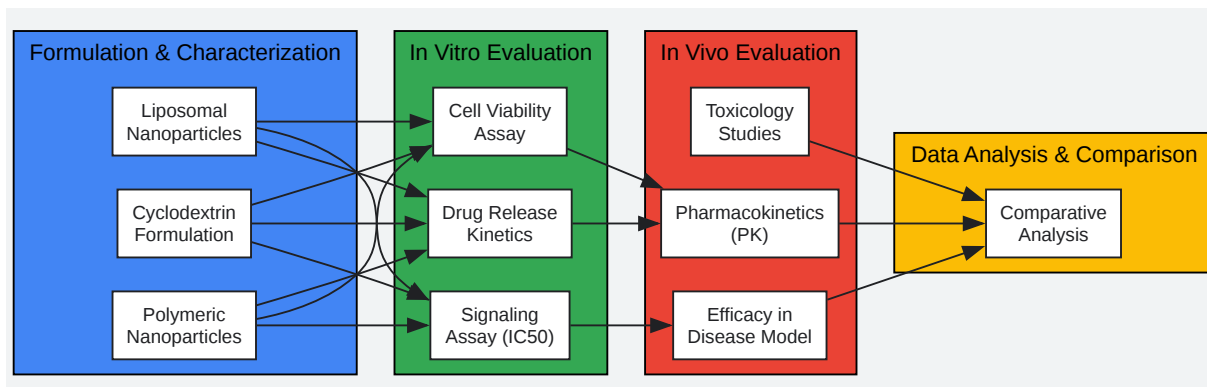 Formulation & Characterization
Liposomal
Nanoparticles
Cyclodextrin
Formulation
Polymeric
Nanoparticles
In Vitro Evaluation
Cell Viability
Assay
Drug Release
Kinetics
Signaling
Assay (IC50)
In Vivo Evaluation
Toxicology
Studies
Pharmacokinetics
(PK)
Efficacy in
Disease Model
Data Analysis & Comparison
Comparative
Analysis